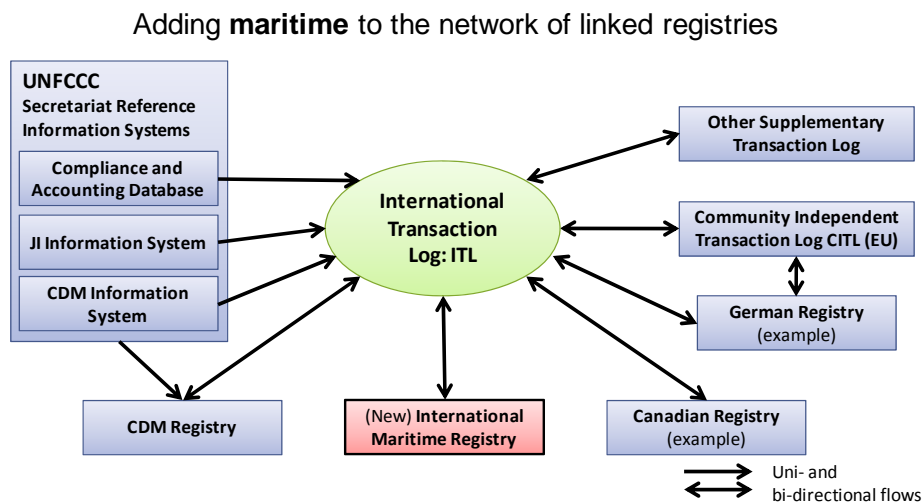 Adding maritime to the network of linked registries
UNFCCC
Secretariat Reference
Information Systems
Compliance and
Accounting Database
JI Information System
CDM Information
System
International
Transaction
Log: ITL
Other Supplementary
Transaction Log
Community Independent
Transaction Log CITL (EU)
German Registry
(example)
CDM Registry
(New) International
Maritime Registry
Canadian Registry
(example)
Uni- and
bi-directional flows